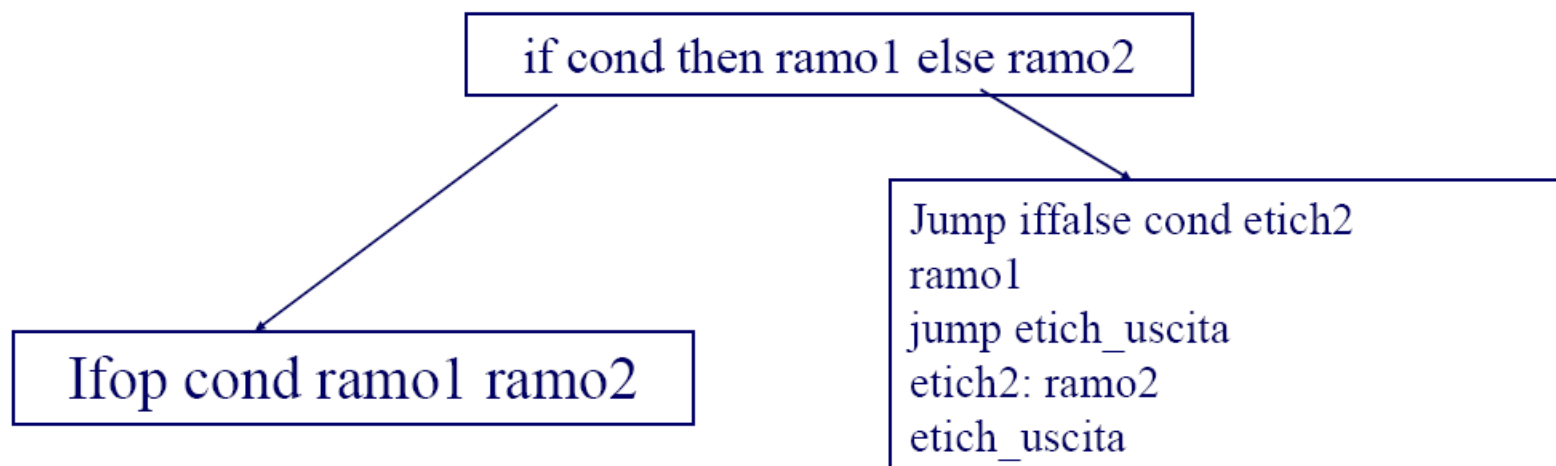 if cond then ramo1 else ramo2
Ifop cond ramo1 ramo2
Jump iffalse cond etich2
ramo1
jump etich_uscita
etich2: ramo2
etich_uscita